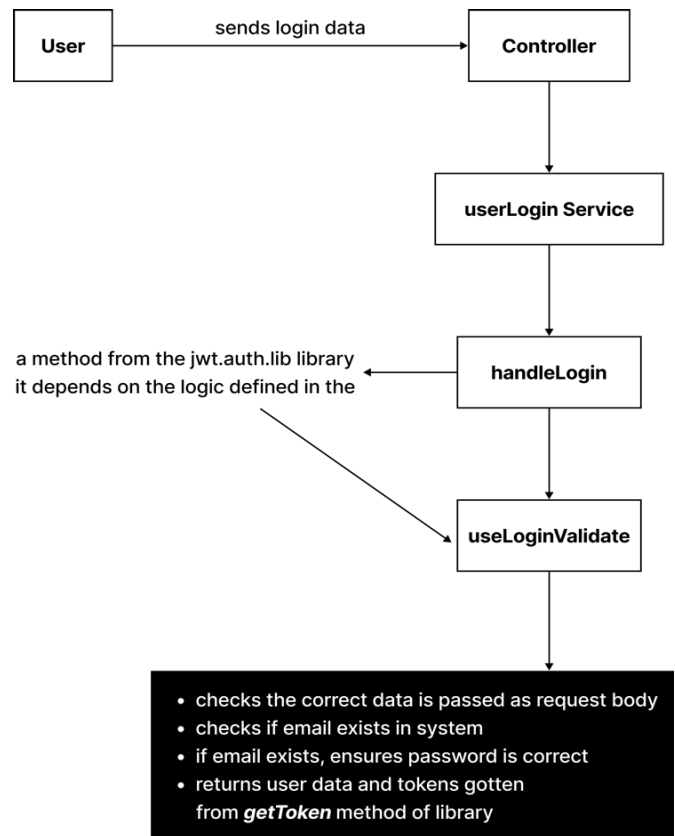 User
sends login data
Controller
userLogin Service
a method from the jwt.auth.lib library
it depends on the logic defined in the
handleLogin
useLoginValidate
• checks the correct data is passed as request body
• checks if email exists in system
• if email exists, ensures password is correct
• returns user data and tokens gotten
from getToken method of library